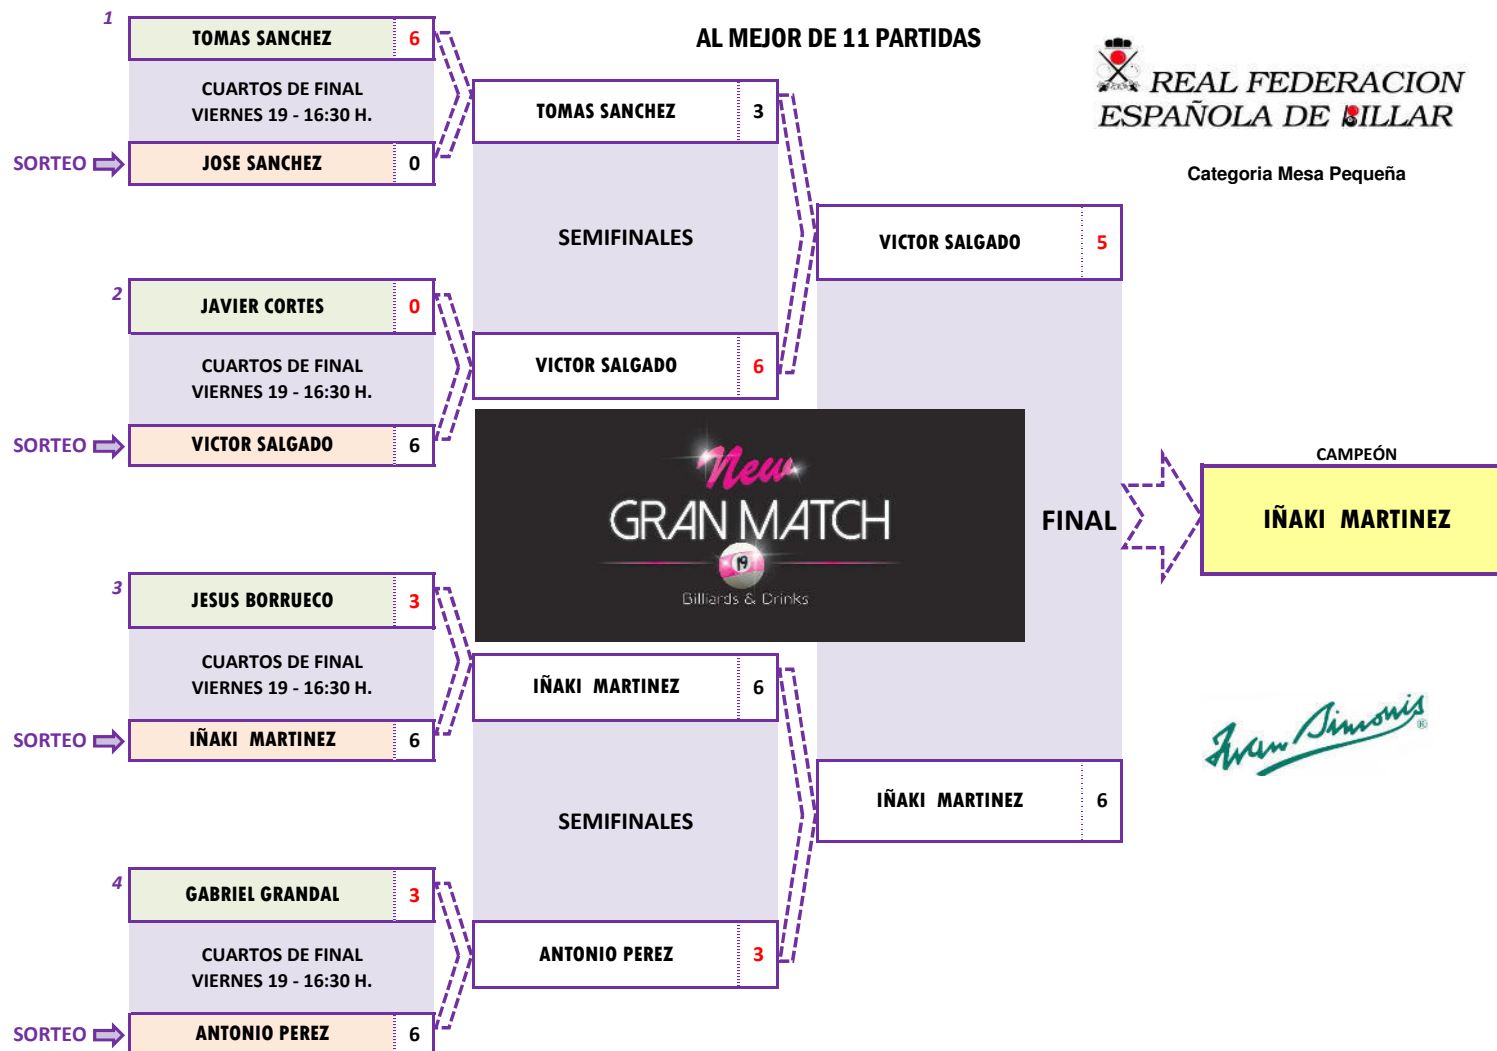 AL MEJOR DE 11 PARTIDAS
REAL FEDERACION
ESPAÑOLA DE BILLAR
Categoria Mesa Pequeña
1
TOMAS SANCHEZ 6
CUARTOS DE FINAL
VIERNES 19 - 16:30 H.
SORTEO JOSE SANCHEZ 0
2
JAVIER CORTES 0
CUARTOS DE FINAL
VIERNES 19 - 16:30 H.
SORTEO VICTOR SALGADO 6
3
JESUS BORRUECO 3
CUARTOS DE FINAL
VIERNES 19 - 16:30 H.
SORTEO IÑAKI MARTINEZ 6
4
GABRIEL GRANDAL 3
CUARTOS DE FINAL
VIERNES 19 - 16:30 H.
SORTEO ANTONIO PEREZ 6
TOMAS SANCHEZ 3
SEMIFINALES
VICTOR SALGADO 6
New
GRAN MATCH
19
Billiards & Drinks
IÑAKI MARTINEZ 6
SEMIFINALES
ANTONIO PEREZ 3
VICTOR SALGADO 5
FINAL
IÑAKI MARTINEZ 6
CAMPEÓN
IÑAKI MARTINEZ
Iwan Simonis ®